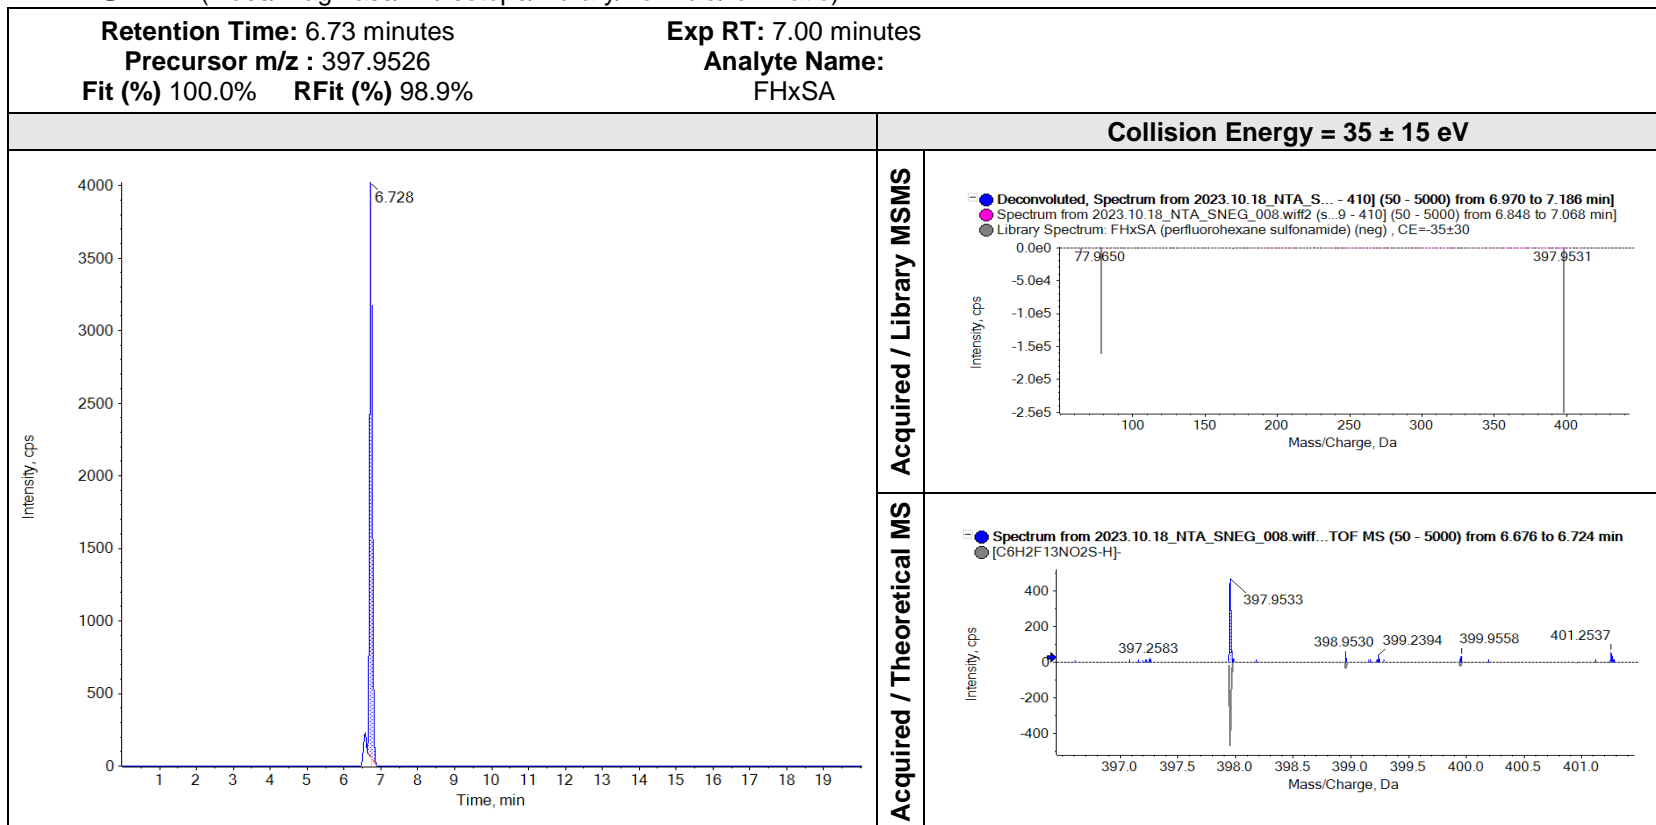 Retention Time: 6.73 minutes
Exp RT: 7.00 minutes
Precursor m/z : 397.9526
Analyte Name:
Fit (%) 100.0% RFit (%) 98.9%
FHxSA
Collision Energy = 35 ± 15 eV
4000
3500
3000
2500
2000
1500
1000
500
0
6.728
Intensity, cps
1 2 3 4 5 6 7 8 9 10 11 12 13 14 15 16 17 18 19
Time, min
Acquired / Library MSMS
Deconvoluted, Spectrum from 2023.10.18_NTA_S... - 410] (50 - 5000) from 6.970 to 7.186 min]
Spectrum from 2023.10.18_NTA_SNEG_008.wiff2 (s...9 - 410] (50 - 5000) from 6.848 to 7.068 min]
Library Spectrum: FHxSA (perfluorohexane sulfonamide) (neg) , CE=-35±30
0.0e0
-5.0e4
-1.0e5
-1.5e5
-2.0e5
-2.5e5
77.9650
397.9531
Intensity, cps
100 150 200 250 300 350 400
Mass/Charge, Da
Acquired / Theoretical MS
Spectrum from 2023.10.18_NTA_SNEG_008.wiff...TOF MS (50 - 5000) from 6.676 to 6.724 min
[C6H2F13NO2S-H]-
400
200
0
-200
-400
397.2583
397.9533
398.9530
399.2394
399.9558
401.2537
Intensity, cps
397.0 397.5 398.0 398.5 399.0 399.5 400.0 400.5 401.0
Mass/Charge, Da